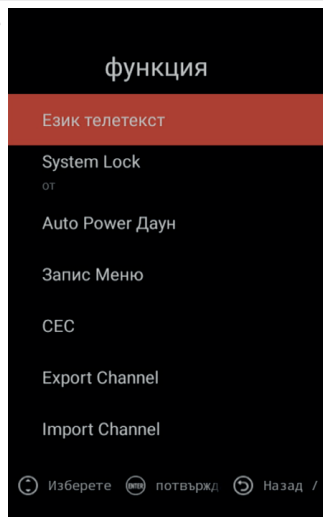 функция
Език телетекст
System Lock
от
Auto Power Даун
Запис Меню
CEC
Export Channel
Import Channel
Изберете ENTER потвържд Назад /